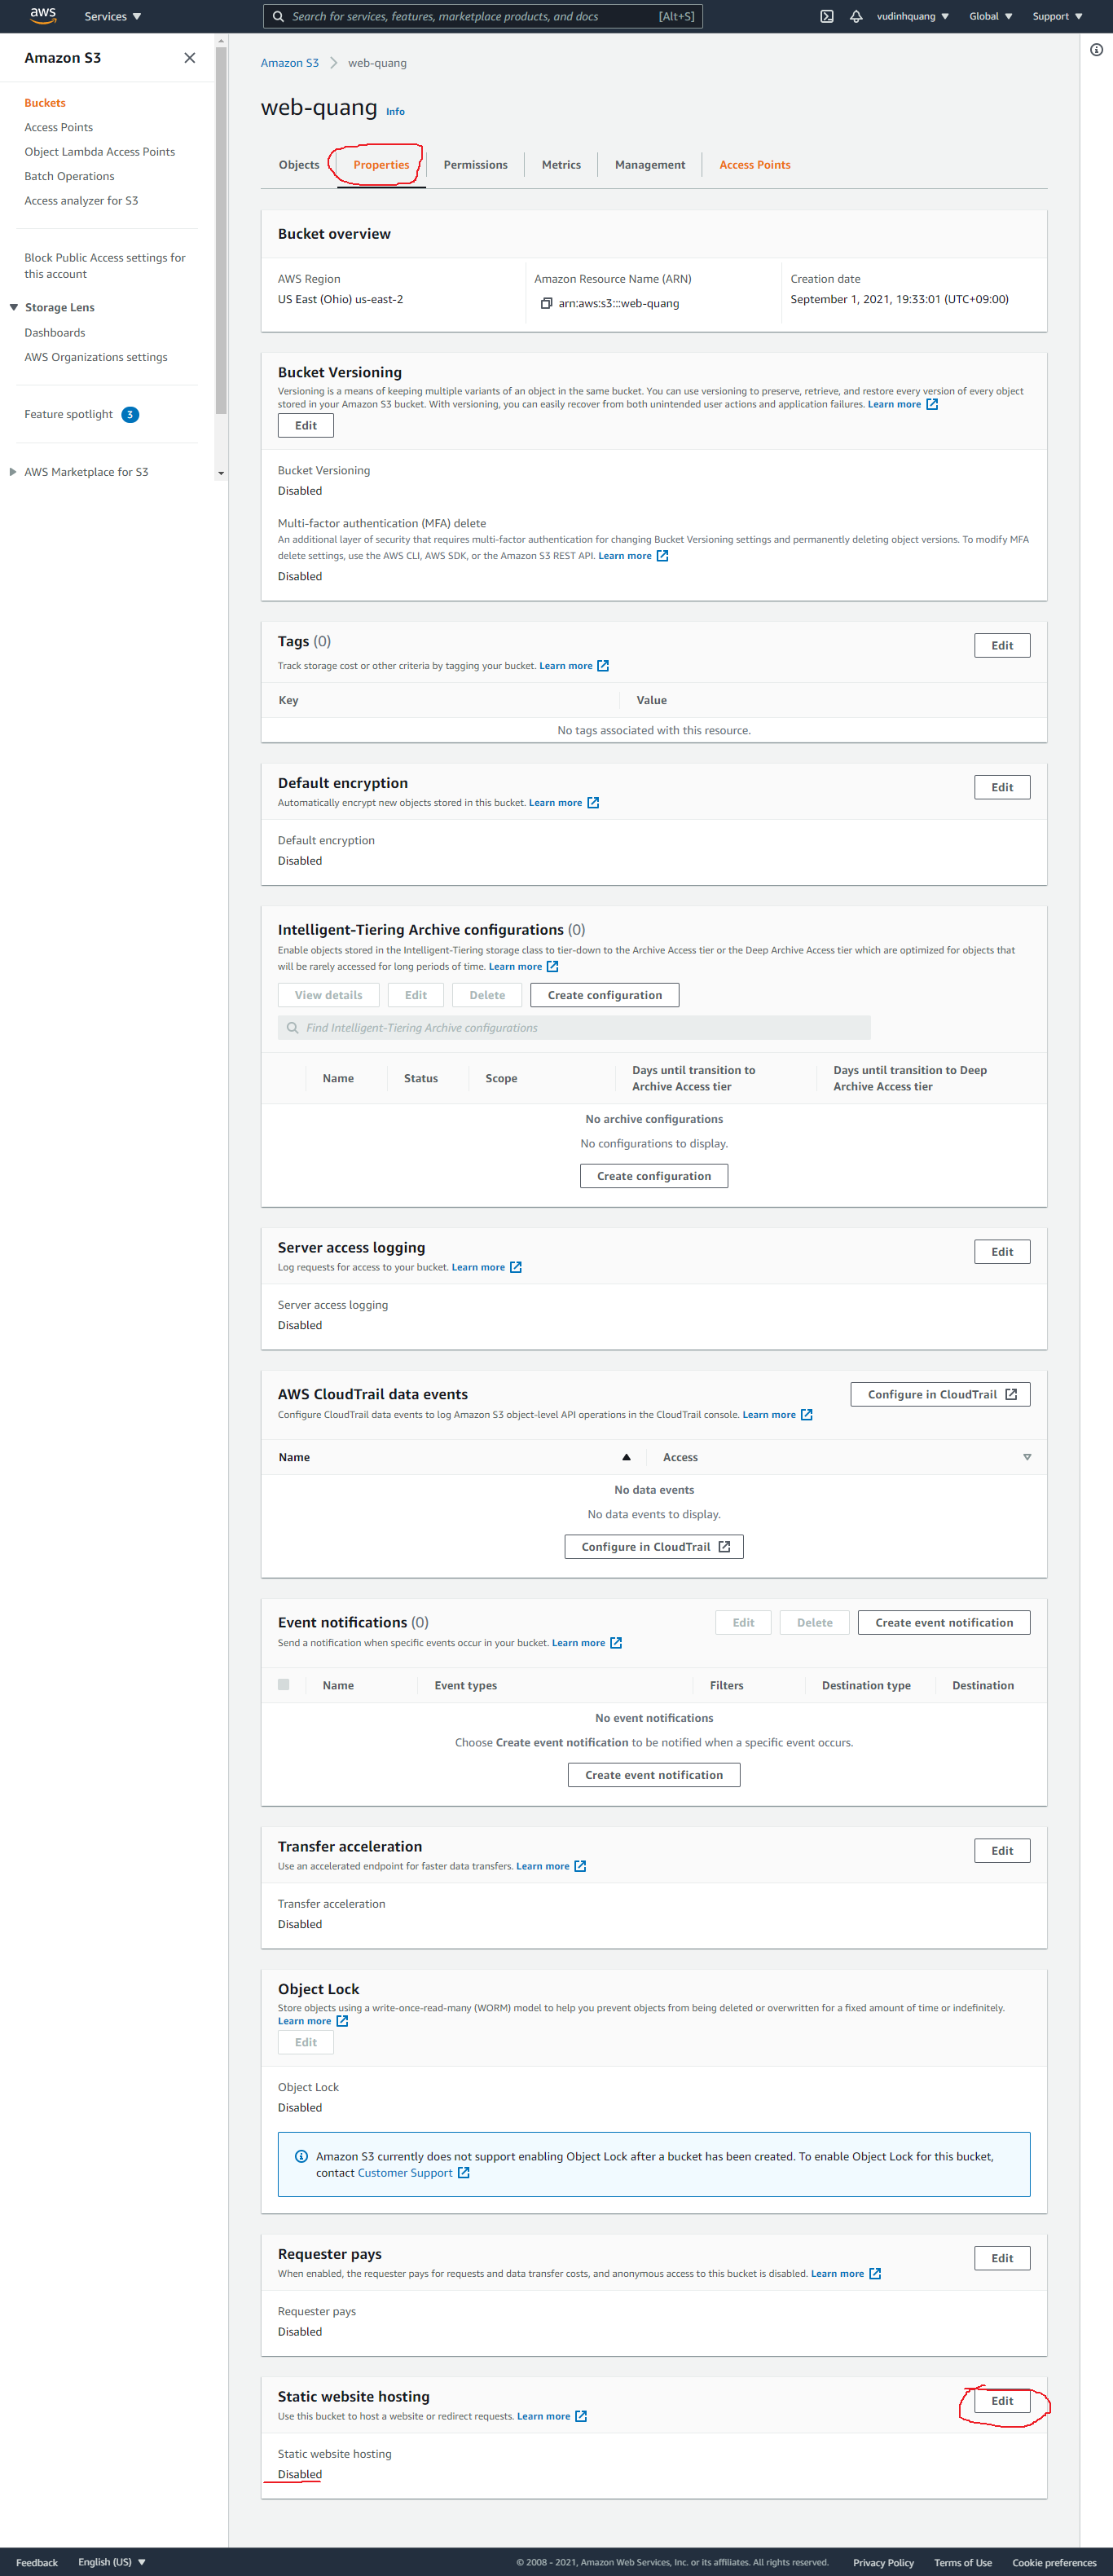 aws
Services
Search for services, features, marketplace products, and docs
[Alt+S]
vudinhquang
Global
Support
Amazon S3
Buckets
Access Points
Object Lambda Access Points
Batch Operations
Access analyzer for S3
Block Public Access settings for
this account
Storage Lens
Dashboards
AWS Organizations settings
Feature spotlight 3
AWS Marketplace for S3
Amazon S3 > web-quang
web-quang Info
Objects Properties Permissions Metrics Management Access Points
Bucket overview
AWS Region
US East (Ohio) us-east-2
Amazon Resource Name (ARN)
arn:aws:s3:::web-quang
Creation date
September 1, 2021, 19:33:01 (UTC+09:00)
Bucket Versioning
Versioning is a means of keeping multiple variants of an object in the same bucket. You can use versioning to preserve, retrieve, and restore every version of every object
stored in your Amazon S3 bucket. With versioning, you can easily recover from both unintended user actions and application failures. Learn more
Edit
Bucket Versioning
Disabled
Multi-factor authentication (MFA) delete
An additional layer of security that requires multi-factor authentication for changing Bucket Versioning settings and permanently deleting object versions. To modify MFA
delete settings, use the AWS CLI, AWS SDK, or the Amazon S3 REST API. Learn more
Disabled
Tags (0)
Edit
Track storage cost or other criteria by tagging your bucket. Learn more
Key Value
No tags associated with this resource.
Default encryption
Edit
Automatically encrypt new objects stored in this bucket. Learn more
Default encryption
Disabled
Intelligent-Tiering Archive configurations (0)
Enable objects stored in the Intelligent-Tiering storage class to tier-down to the Archive Access tier or the Deep Archive Access tier which are optimized for objects that
will be rarely accessed for long periods of time. Learn more
View details Edit Delete Create configuration
Find Intelligent-Tiering Archive configurations
Name Status Scope
Days until transition to
Archive Access tier
Days until transition to Deep
Archive Access tier
No archive configurations
No configurations to display.
Create configuration
Server access logging
Edit
Log requests for access to your bucket. Learn more
Server access logging
Disabled
AWS CloudTrail data events
Configure in CloudTrail
Configure CloudTrail data events to log Amazon S3 object-level API operations in the CloudTrail console. Learn more
Name Access
No data events
No data events to display.
Configure in CloudTrail
Event notifications (0)
Edit Delete Create event notification
Send a notification when specific events occur in your bucket. Learn more
Name Event types Filters Destination type Destination
No event notifications
Choose Create event notification to be notified when a specific event occurs.
Create event notification
Transfer acceleration
Edit
Use an accelerated endpoint for faster data transfers. Learn more
Transfer acceleration
Disabled
Object Lock
Store objects using a write-once-read-many (WORM) model to help you prevent objects from being deleted or overwritten for a fixed amount of time or indefinitely.
Learn more
Edit
Object Lock
Disabled
Amazon S3 currently does not support enabling Object Lock after a bucket has been created. To enable Object Lock for this bucket,
contact Customer Support
Requester pays
Edit
When enabled, the requester pays for requests and data transfer costs, and anonymous access to this bucket is disabled. Learn more
Requester pays
Disabled
Static website hosting
Edit
Use this bucket to host a website or redirect requests. Learn more
Static website hosting
Disabled
Feedback English (US)
© 2008 - 2021, Amazon Web Services, Inc. or its affiliates. All rights reserved. Privacy Policy Terms of Use Cookie preferences